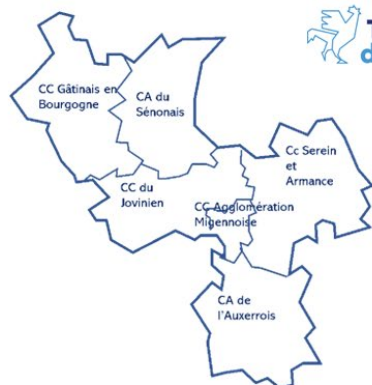 CC Gâtinais en
Bourgogne
CA du
Sénonais
Cc Serein
et
Armance
CC du
Jovinien
CC Agglomération
Migennoise
CA de
l'Auxerrois